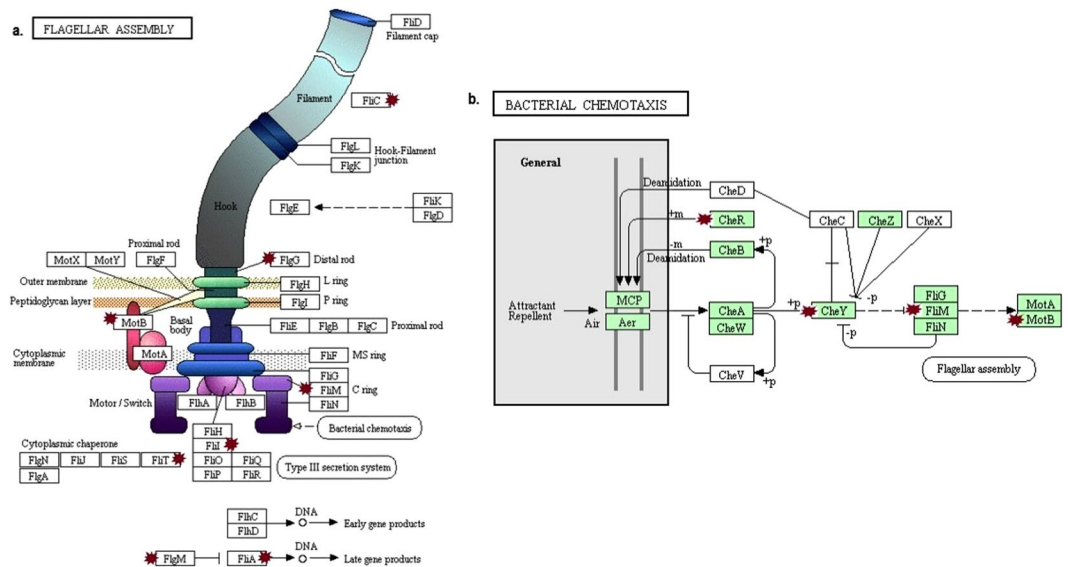 a.
FLAGELLAR ASSEMBLY
FliD
Filament cap
Filament
FliC
FlgL
Hook-Filament
junction
FlgK
Hook
FlgE
FliK
FlgD
Proximal rod
MotX
MotY
FlgF
FlgG
Distal rod
Outer membrane
FlgH
L ring
Peptidoglycan layer
FlgI
P ring
MotB
Basal
body
FliE
FlgB
FlgC
Proximal rod
Cytoplasmic
membrane
MotA
FliF
MS ring
FliG
FliM
C ring
FliN
Motor / Switch
FlhA
FlhB
Bacterial chemotaxis
FliH
Cytoplasmic chaperone
FliI
FlgN
FliJ
FliS
FliT
FliO
FliQ
Type III secretion system
FlgA
FliP
FliR
FlhC
FlhD
DNA
Early gene products
FlgM
FliA
DNA
Late gene products
b.
BACTERIAL CHEMOTAXIS
General
Deamidation
CheD
+m
CheR
CheC
CheZ
CheX
-m
Deamidation
CheB
+p
Attractant
Repellent
MCP
Air
Aer
CheA
CheW
+p
CheY
-p
FliG
FliM
FliN
MotA
MotB
-p
CheV
+p
Flagellar assembly